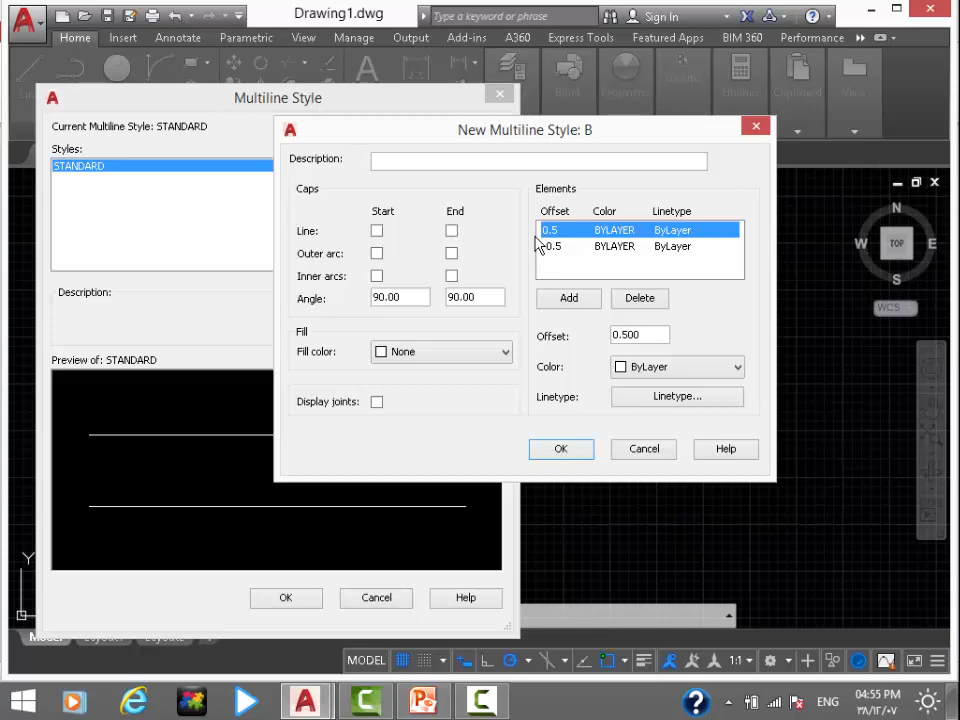 Drawing1.dwg
Type a keyword or phrase
Sign In
Home Insert Annotate Parametric View Manage Output Add-ins A360 Express Tools Featured Apps BIM 360 Performance
Multiline Style
Current Multiline Style: STANDARD
Styles:
STANDARD
Description:
Preview of: STANDARD
OK Cancel Help
New Multiline Style: B
Description:
Caps
Start End
Line:
Outer arc:
Inner arcs:
Angle: 90.00 90.00
Fill
Fill color: None
Display joints:
Elements
Offset Color Linetype
0.5 BYLAYER ByLayer
-0.5 BYLAYER ByLayer
Add Delete
Offset: 0.500
Color: ByLayer
Linetype: Linetype...
OK Cancel Help
N
W TOP E
S
WCS
Y
Model
MODEL 1:1
ENG 04:55 PM
٣٨/١٢/٠٧